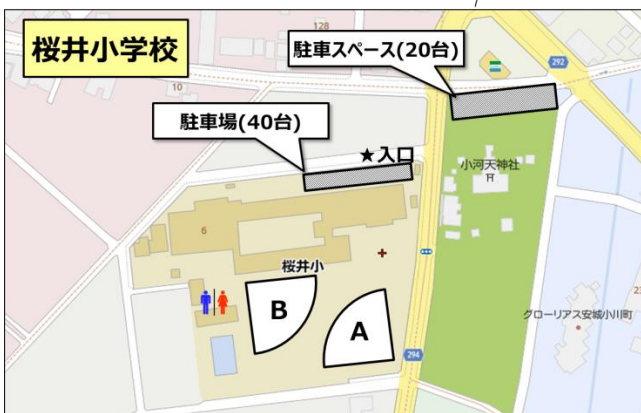 桜井小学校
128
駐車スペース(20台)
292
10
駐車場(40台)
★入口
小河天神社
6
桜井小
B
A
グローリアス安城小川町
294